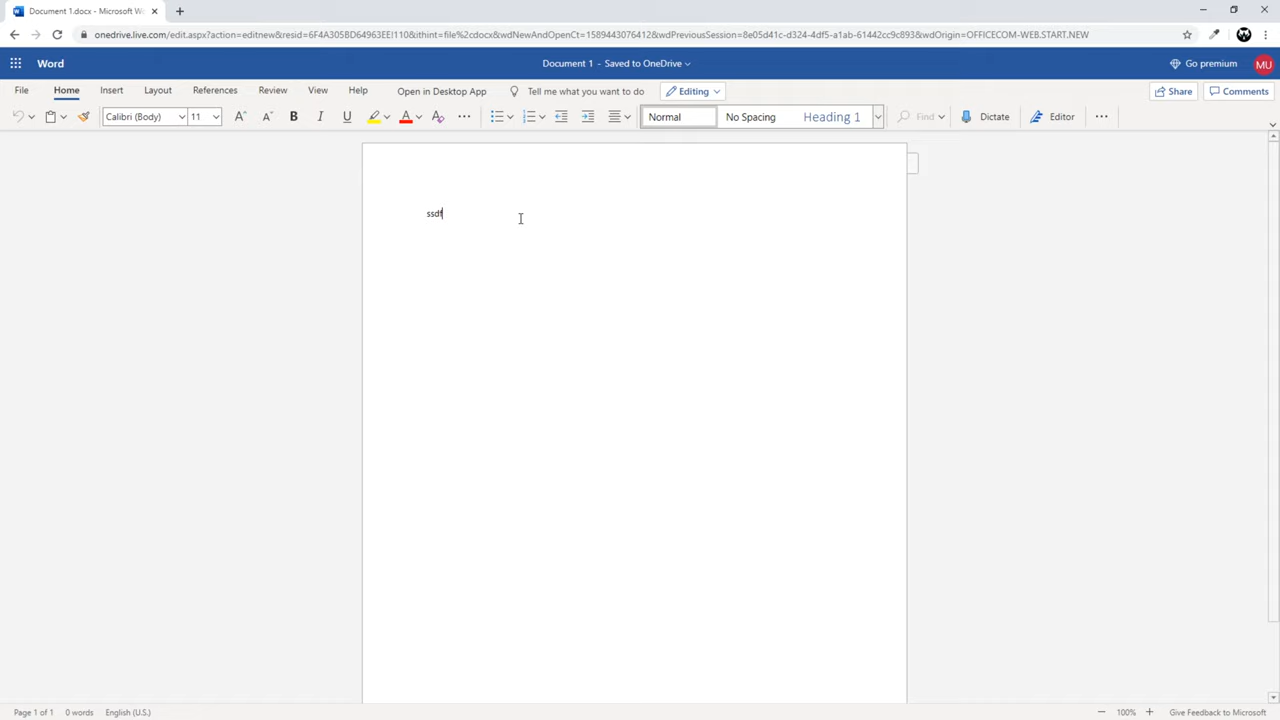 Document 1.docx - Microsoft W
onedrive.live.com/edit.aspx?action=editnew&resid=6F4A305BD64963EE!110&ithint=file%2cdocx&wdNewAndOpenCt=1589443076412&wdPreviousSession=8e05d41c-d324-4df5-a1ab-61442cc9c893&wdOrigin=OFFICECOM-WEB.START.NEW
Word
Document 1 - Saved to OneDrive
Go premium
MU
File Home Insert Layout References Review View Help Open in Desktop App Tell me what you want to do Editing Share Comments
Calibri (Body) 11 A A B I U A A Normal No Spacing Heading 1 Find Dictate Editor
ssdf
Page 1 of 1 0 words English (U.S.) 100% Give Feedback to Microsoft